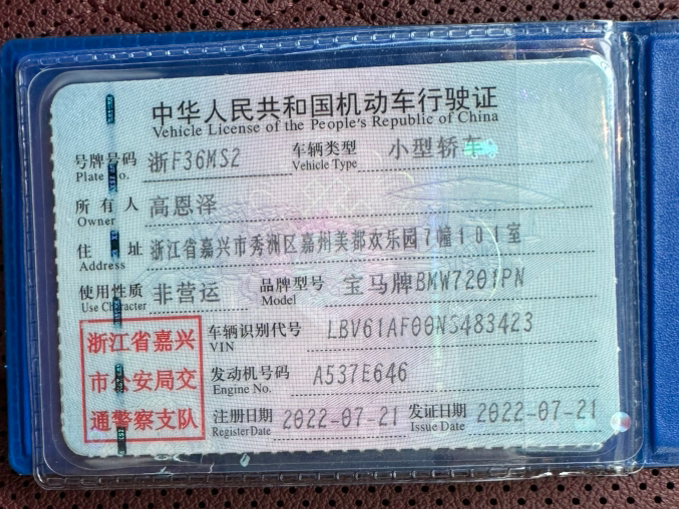 中华人民共和国机动车行驶证
Vehicle License of the People's Republic of China
号牌号码 浙F36MS2 车辆类型 小型轿车
Plate No. Vehicle Type
所有人 高恩泽
Owner
住址 浙江省嘉兴市秀洲区嘉州美都欢乐园7幢101室
Address
使用性质 非营运 品牌型号 宝马牌BMW7201PN
Use Character Model
浙江省嘉兴
市公安局交
通警察支队
车辆识别代号 LBV61AF00NS483423
VIN
发动机号码 A537E646
Engine No.
注册日期 2022-07-21 发证日期 2022-07-21
Register Date Issue Date